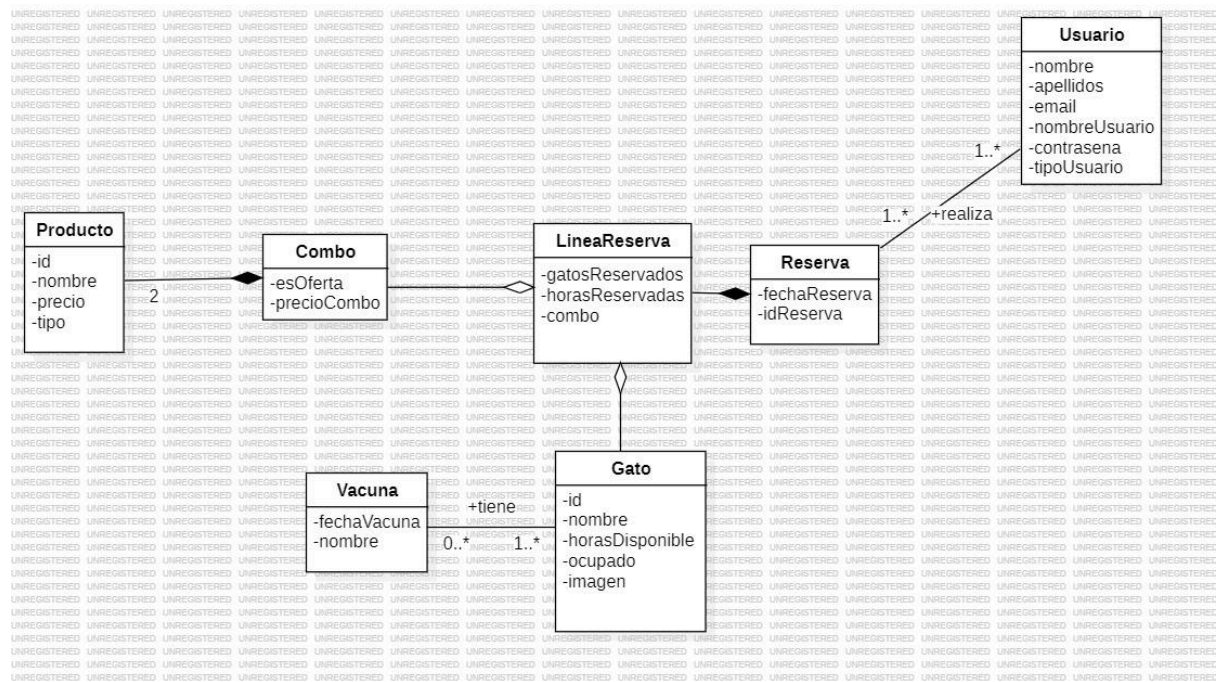 Usuario
-nombre
-apellidos
-email
-nombreUsuario
-contrasena
-tipoUsuario
1..*
1..*
+realiza
Producto
-id
-nombre
-precio
-tipo
2
Combo
-esOferta
-precioCombo
LineaReserva
-gatosReservados
-horasReservadas
-combo
Reserva
-fechaReserva
-idReserva
Vacuna
-fechaVacuna
-nombre
+tiene
0..*
1..*
Gato
-id
-nombre
-horasDisponible
-ocupado
-imagen
UNREGISTERED